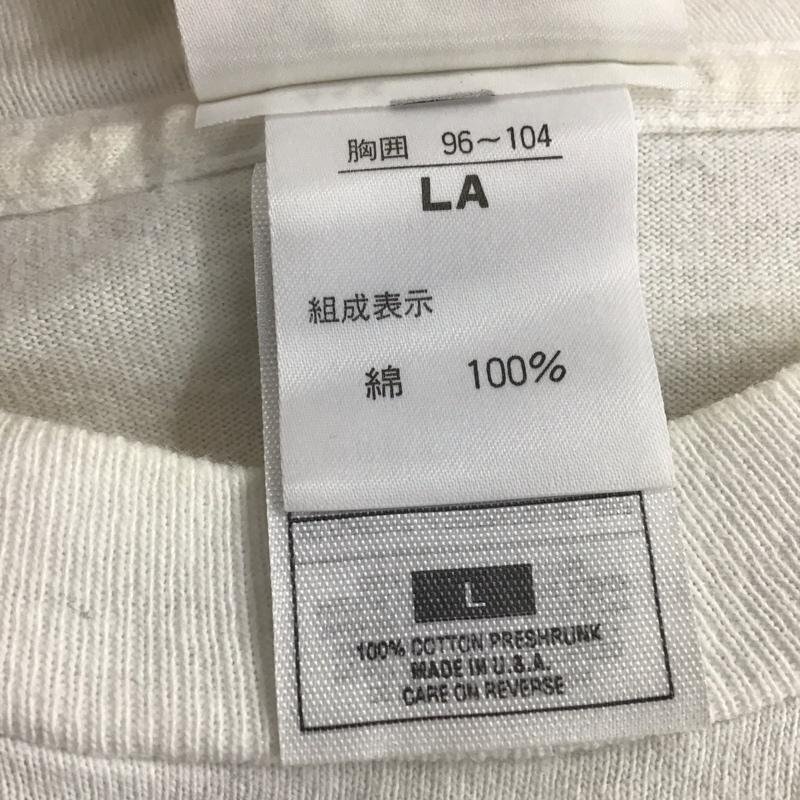 胸囲 96～104
LA
組成表示
綿 100%
L
100% COTTON PRESHRUNK
MADE IN U.S.A.
CARE ON REVERSE